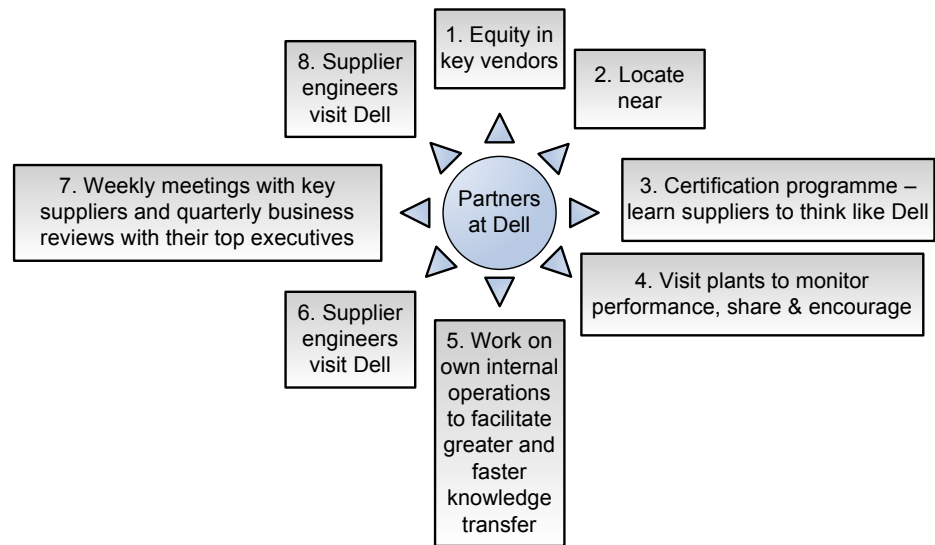 1. Equity in
key vendors
2. Locate
near
3. Certification programme –
learn suppliers to think like Dell
4. Visit plants to monitor
performance, share & encourage
5. Work on
own internal
operations
to facilitate
greater and
faster
knowledge
transfer
6. Supplier
engineers
visit Dell
7. Weekly meetings with key
suppliers and quarterly business
reviews with their top executives
8. Supplier
engineers
visit Dell
Partners
at Dell